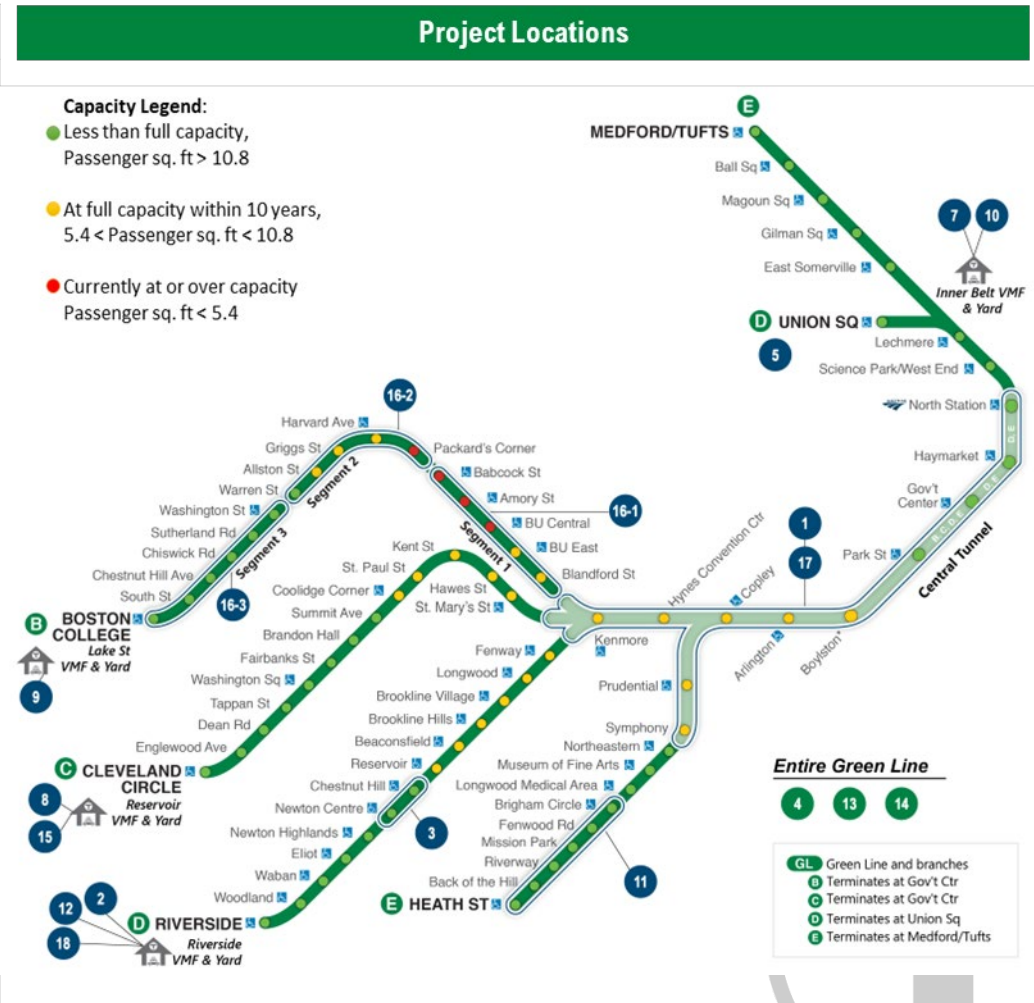 Project Locations
Capacity Legend:
Less than full capacity,
Passenger sq. ft > 10.8
At full capacity within 10 years,
5.4 < Passenger sq. ft < 10.8
Currently at or over capacity
Passenger sq. ft < 5.4
E
MEDFORD/TUFTS
Ball Sq
Magoun Sq
Gilman Sq
East Somerville
7
10
Inner Belt VMF
& Yard
D UNION SQ
5
Lechmere
Science Park/West End
North Station
D, E
Haymarket
D, E
Gov't
Center
B, C, D, E
Park St
Central Tunnel
16-2
Harvard Ave
Griggs St
Allston St
Warren St
Segment 2
Packard's Corner
Babcock St
Amory St
BU Central
BU East
Blandford St
16-1
Segment 1
Washington St
Sutherland Rd
Chiswick Rd
Chestnut Hill Ave
South St
Segment 3
16-3
B BOSTON
COLLEGE
Lake St
VMF & Yard
9
Kent St
St. Paul St
Coolidge Corner
Hawes St
St. Mary's St
Summit Ave
Brandon Hall
Fairbanks St
Washington Sq
Tappan St
Dean Rd
Englewood Ave
C CLEVELAND
CIRCLE
Reservoir
VMF & Yard
8
15
1
17
Hynes Convention Ctr
Copley
Kenmore
Arlington
Boylston*
Prudential
Symphony
Northeastern
Museum of Fine Arts
Longwood Medical Area
Brigham Circle
Fenwood Rd
Mission Park
Riverway
Back of the Hill
E HEATH ST
11
Fenway
Longwood
Brookline Village
Brookline Hills
Beaconsfield
Reservoir
Chestnut Hill
Newton Centre
3
Newton Highlands
Eliot
Waban
Woodland
D RIVERSIDE
Riverside
VMF & Yard
12
2
18
Entire Green Line
4
13
14
GL Green Line and branches
B Terminates at Gov't Ctr
C Terminates at Gov't Ctr
D Terminates at Union Sq
E Terminates at Medford/Tufts